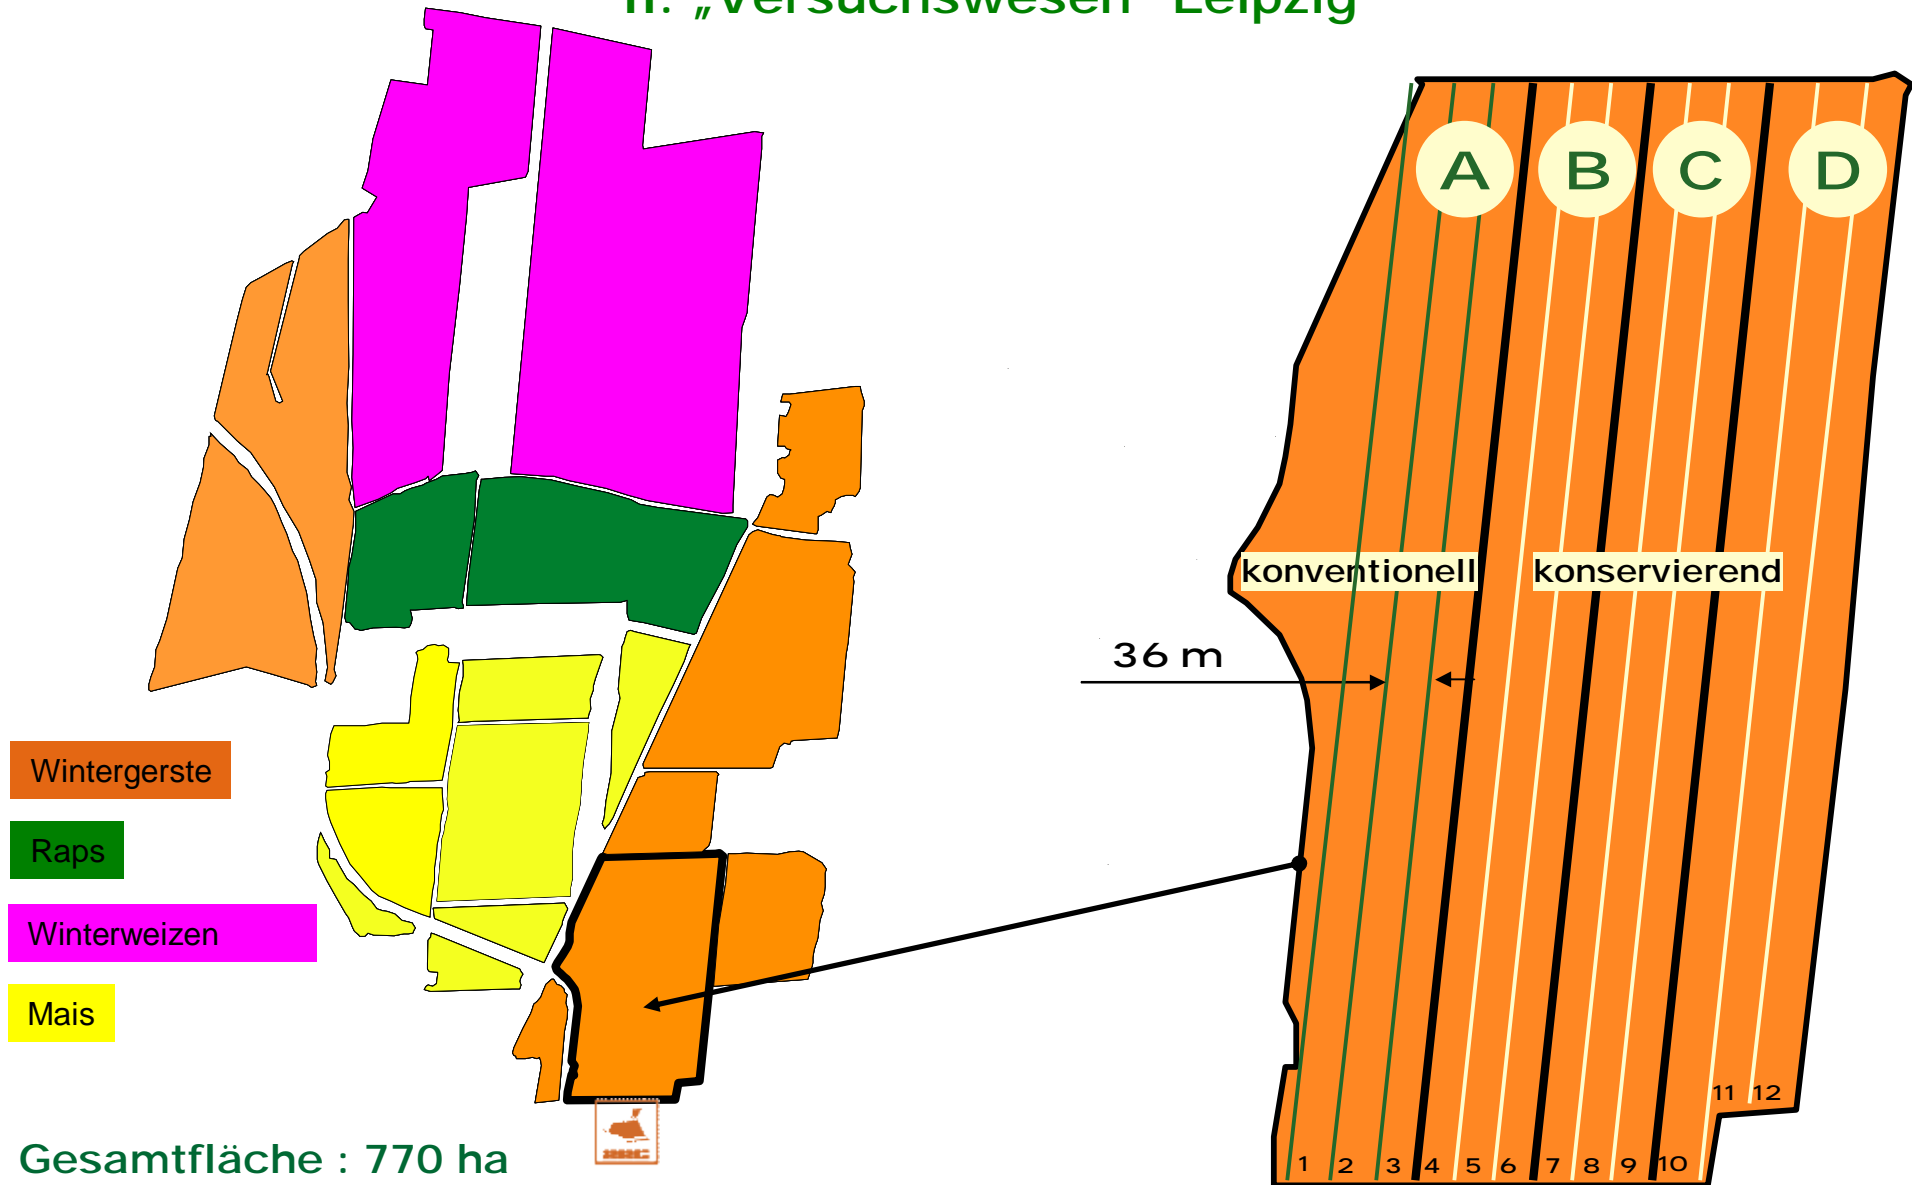 II. „Versuchswesen“ Leipzig
A B C D
konventionell konservierend
36 m
Wintergerste
Raps
Winterweizen
Mais
11 12
1 2 3 4 5 6 7 8 9 10
Gesamtfläche : 770 ha